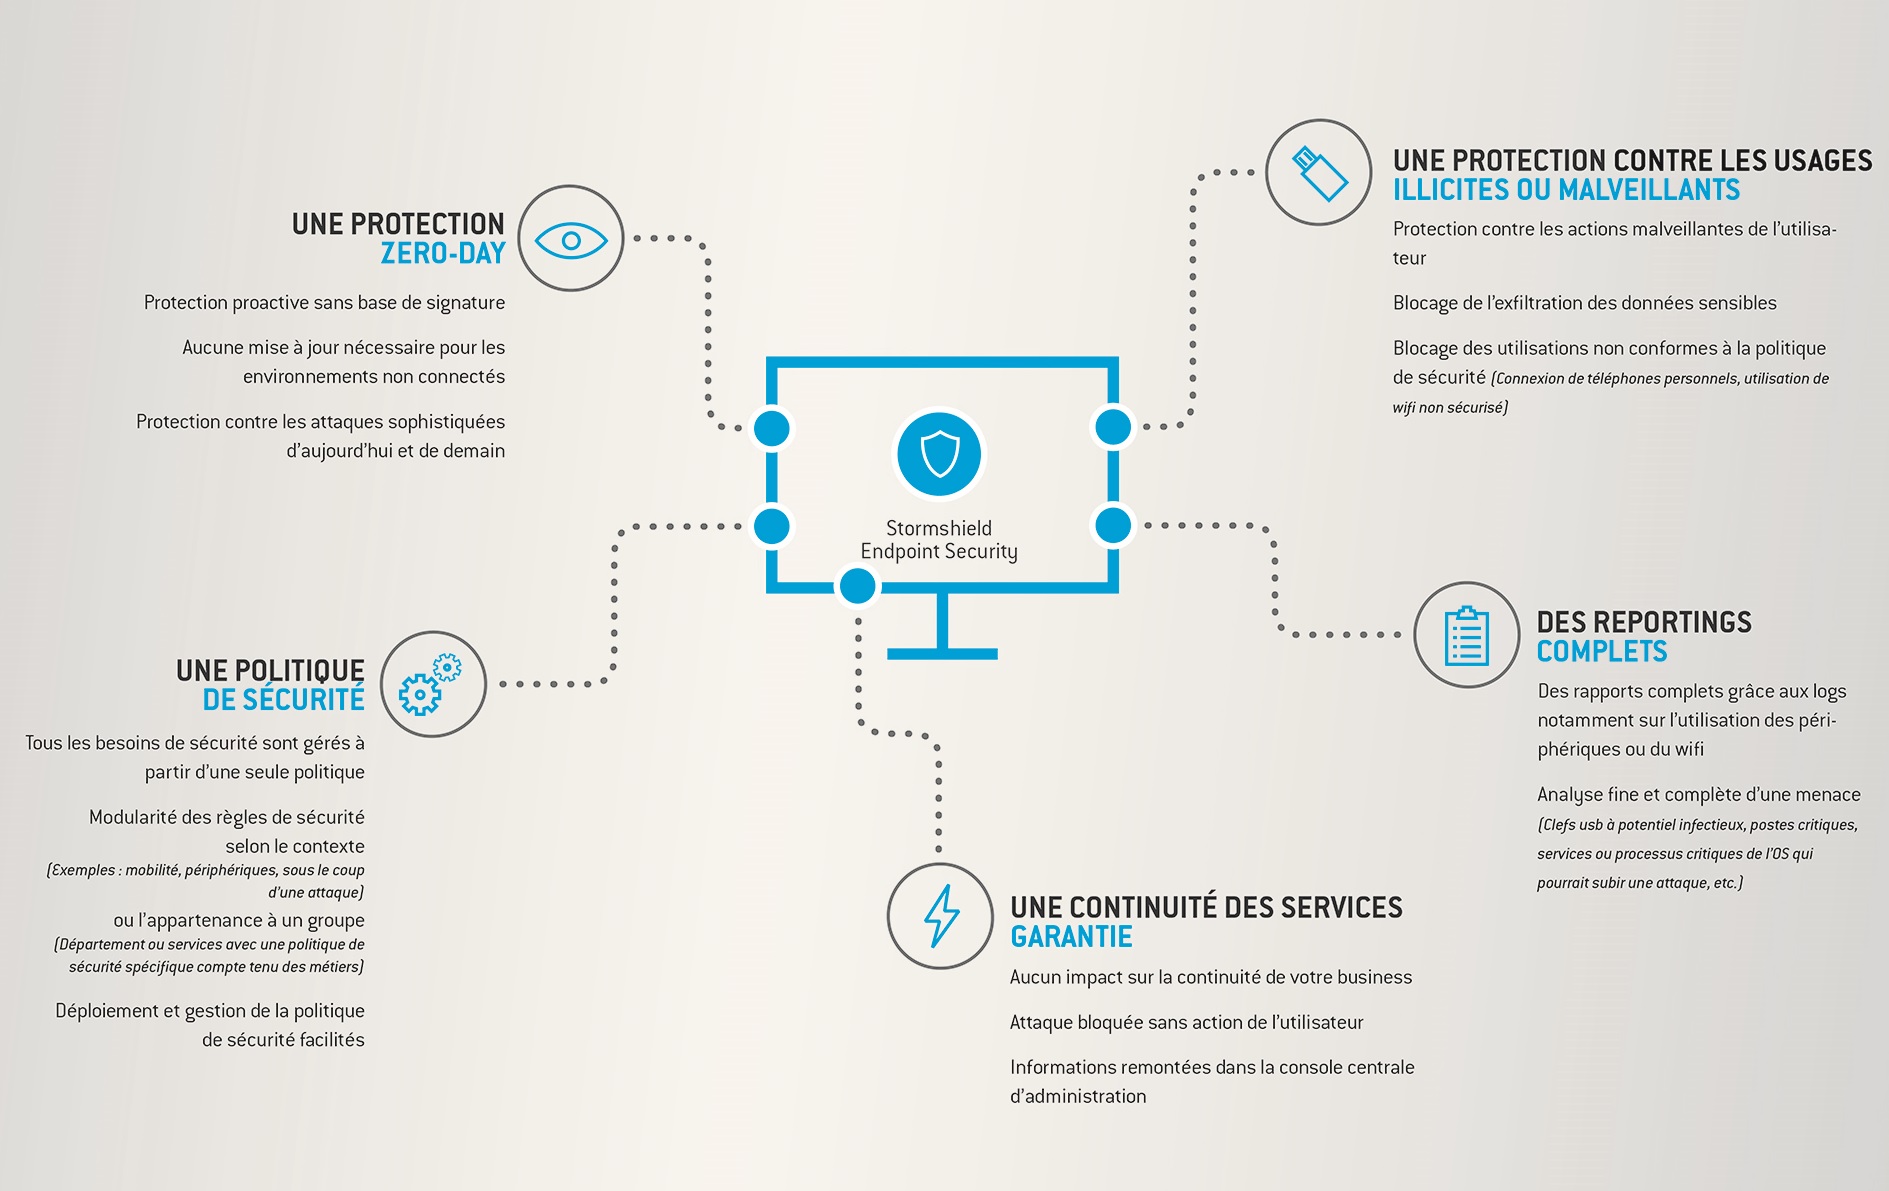 UNE PROTECTION
ZERO-DAY
Protection proactive sans base de signature
Aucune mise à jour nécessaire pour les
environnements non connectés
Protection contre les attaques sophistiquées
d'aujourd'hui et de demain
UNE PROTECTION CONTRE LES USAGES
ILLICITES OU MALVEILLANTS
Protection contre les actions malveillantes de l'utilisa-
teur
Blocage de l'exfiltration des données sensibles
Blocage des utilisations non conformes à la politique
de sécurité (Connexion de téléphones personnels, utilisation de
wifi non sécurisé)
Stormshield
Endpoint Security
UNE POLITIQUE
DE SÉCURITÉ
Tous les besoins de sécurité sont gérés à
partir d'une seule politique
Modularité des règles de sécurité
selon le contexte
(Exemples : mobilité, périphériques, sous le coup
d'une attaque)
ou l'appartenance à un groupe
(Département ou services avec une politique de
sécurité spécifique compte tenu des métiers)
Déploiement et gestion de la politique
de sécurité facilités
DES REPORTINGS
COMPLETS
Des rapports complets grâce aux logs
notamment sur l'utilisation des péri-
phériques ou du wifi
Analyse fine et complète d'une menace
(Clefs usb à potentiel infectieux, postes critiques,
services ou processus critiques de l'OS qui
pourrait subir une attaque, etc.)
UNE CONTINUITÉ DES SERVICES
GARANTIE
Aucun impact sur la continuité de votre business
Attaque bloquée sans action de l'utilisateur
Informations remontées dans la console centrale
d'administration